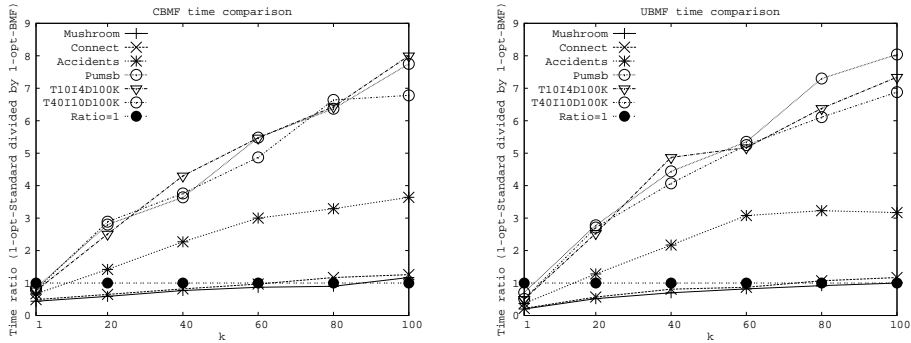 CBMF time comparison
Time ratio (1-opt-Standard divided by 1-opt-BMF)
9
8
7
6
5
4
3
2
1
0
Mushroom
Connect
Accidents
Pumsb
T10I4D100K
T40I10D100K
Ratio=1
1 20 40 60 80 100
k
UBMF time comparison
Time ratio (1-opt-Standard divided by 1-opt-BMF)
9
8
7
6
5
4
3
2
1
0
Mushroom
Connect
Accidents
Pumsb
T10I4D100K
T40I10D100K
Ratio=1
1 20 40 60 80 100
k